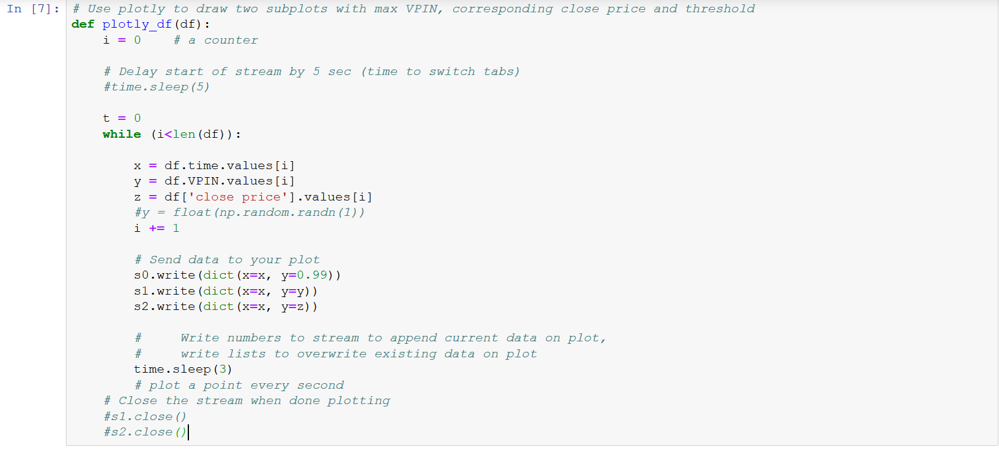 In [7]: # Use plotly to draw two subplots with max VPIN, corresponding close price and threshold
def plotly_df(df):
    i = 0    # a counter

    # Delay start of stream by 5 sec (time to switch tabs)
    #time.sleep(5)

    t = 0
    while (i<len(df)):

        x = df.time.values[i]
        y = df.VPIN.values[i]
        z = df['close price'].values[i]
        #y = float(np.random.randn(1))
        i += 1

        # Send data to your plot
        s0.write(dict(x=x, y=0.99))
        s1.write(dict(x=x, y=y))
        s2.write(dict(x=x, y=z))

        #     Write numbers to stream to append current data on plot,
        #     write lists to overwrite existing data on plot
        time.sleep(3)
        # plot a point every second
    # Close the stream when done plotting
    #s1.close()
    #s2.close()